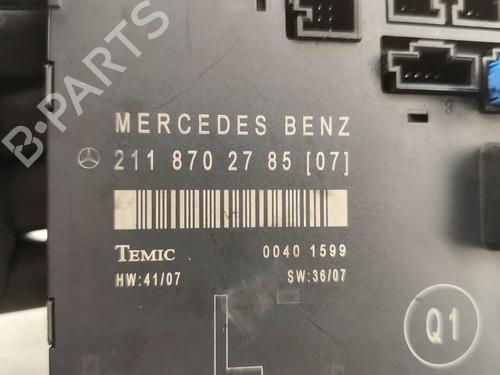 B-PARTS
MERCEDES BENZ
211 870 27 85 [07]
TEMIC 0040 1599
HW:41/07 SW:36/07
L
Q1